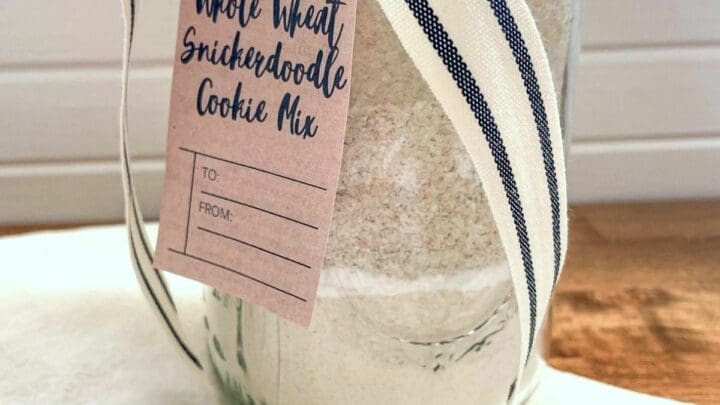 Whole Wheat
Snickerdoodle
Cookie Mix
TO:
FROM: